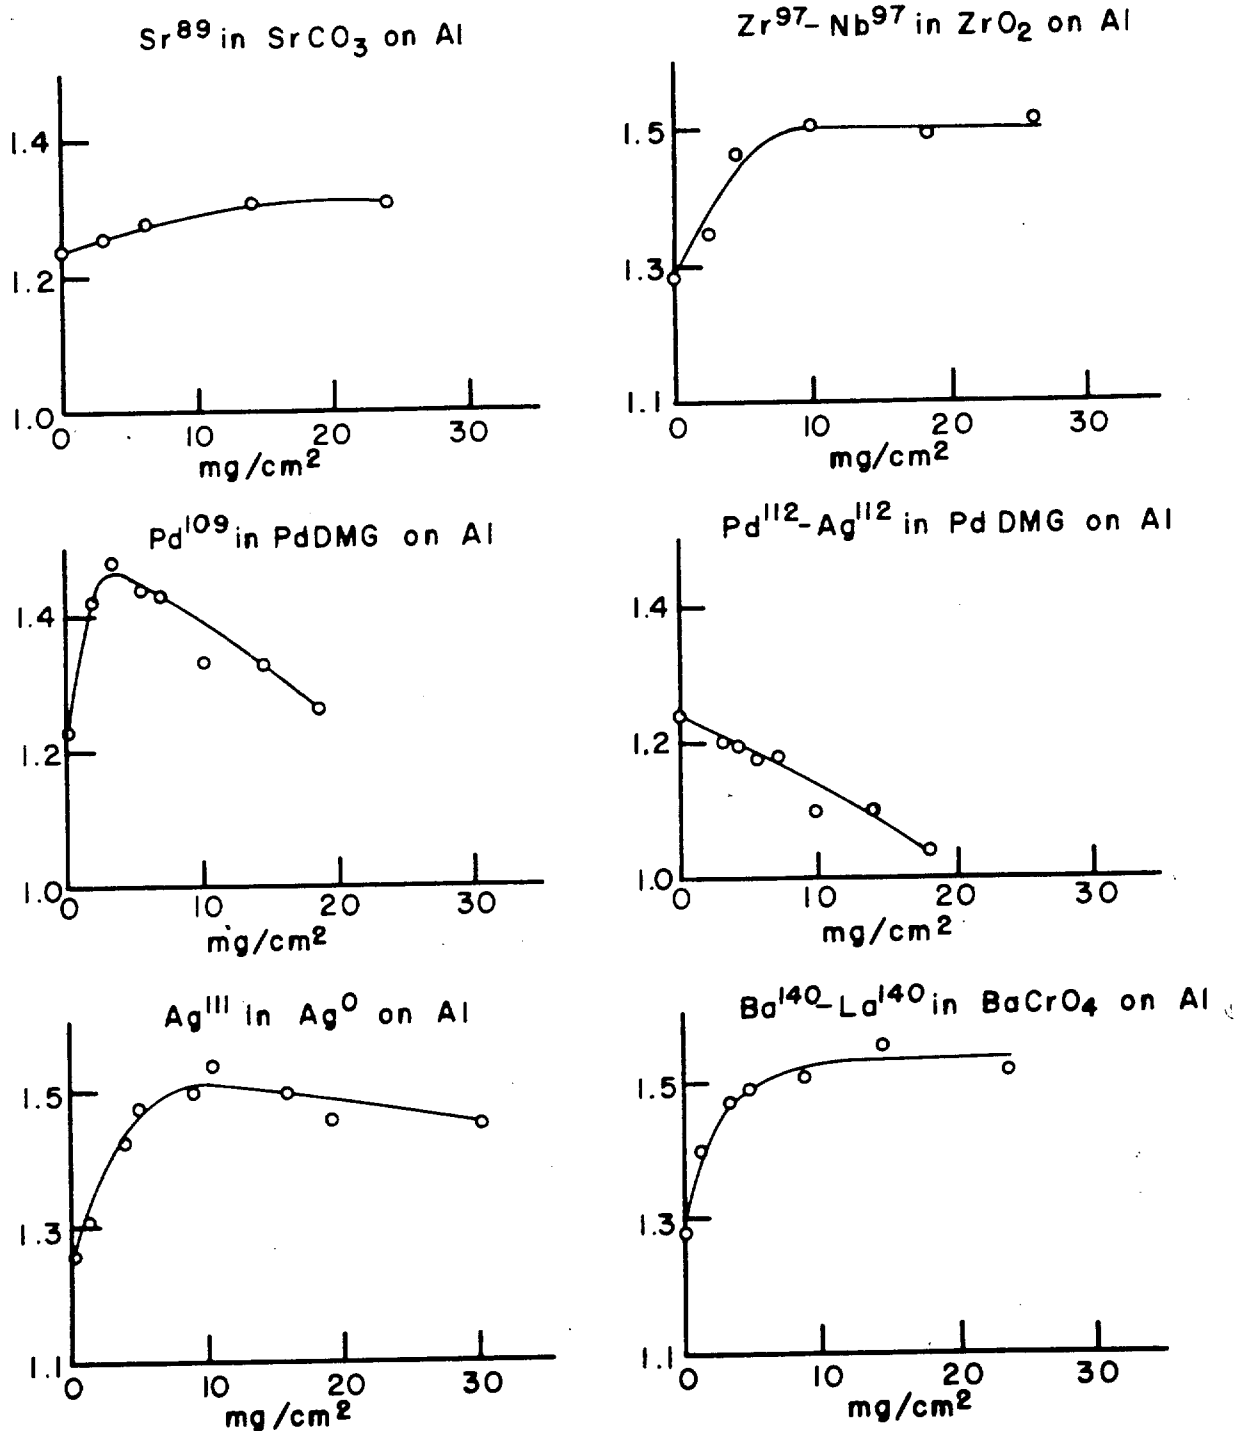 Sr⁸⁹ in SrCO₃ on Al
1.4
1.2
1.0
0 10 20 30
mg/cm²
Zr⁹⁷–Nb⁹⁷ in ZrO₂ on Al
1.5
1.3
1.1
0 10 20 30
mg/cm²
Pd¹⁰⁹ in PdDMG on Al
1.4
1.2
1.0
0 10 20 30
mg/cm²
Pd¹¹²–Ag¹¹² in Pd DMG on Al
1.4
1.2
1.0
0 10 20 30
mg/cm²
Ag¹¹¹ in Ag⁰ on Al
1.5
1.3
1.1
0 10 20 30
mg/cm²
Ba¹⁴⁰–La¹⁴⁰ in BaCrO₄ on Al
1.5
1.3
1.1
0 10 20 30
mg/cm²